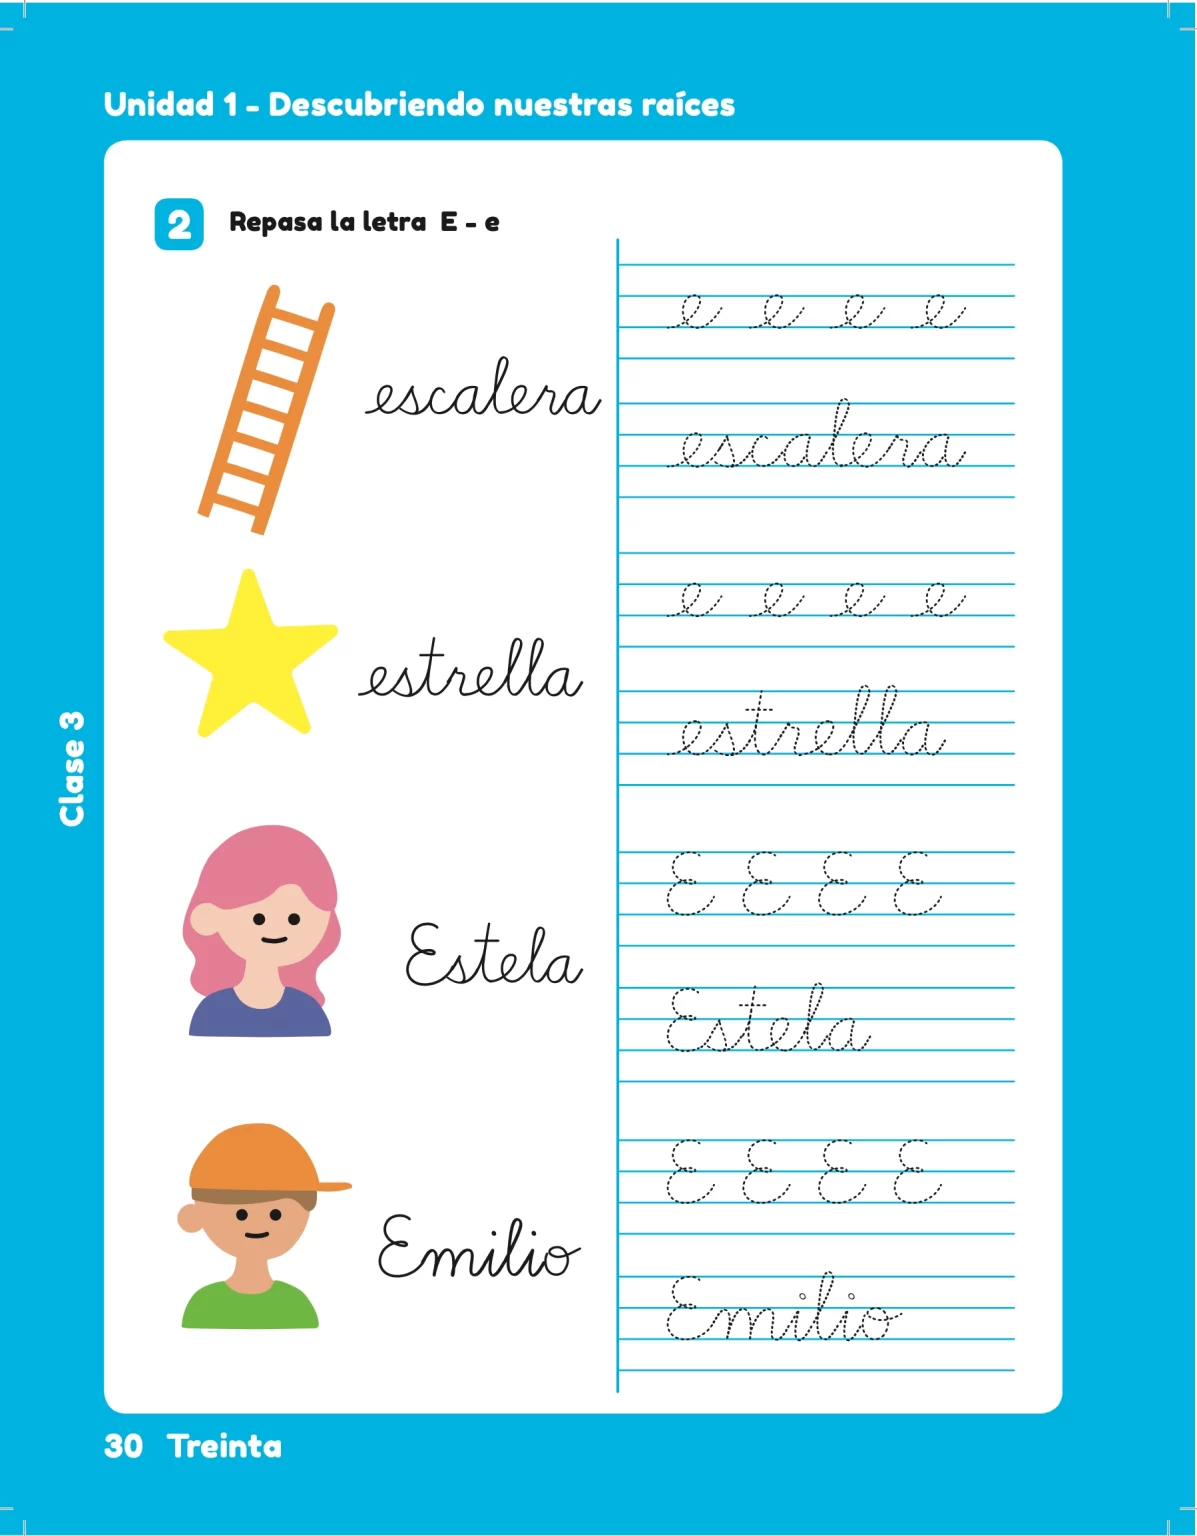 Unidad 1 - Descubriendo nuestras raíces
2 Repasa la letra E - e
e e e e
escalera
escalera
e e e e
estrella
estrella
E E E E
Estela
Estela
E E E E
Emilio
Emilio
Clase 3
30 Treinta